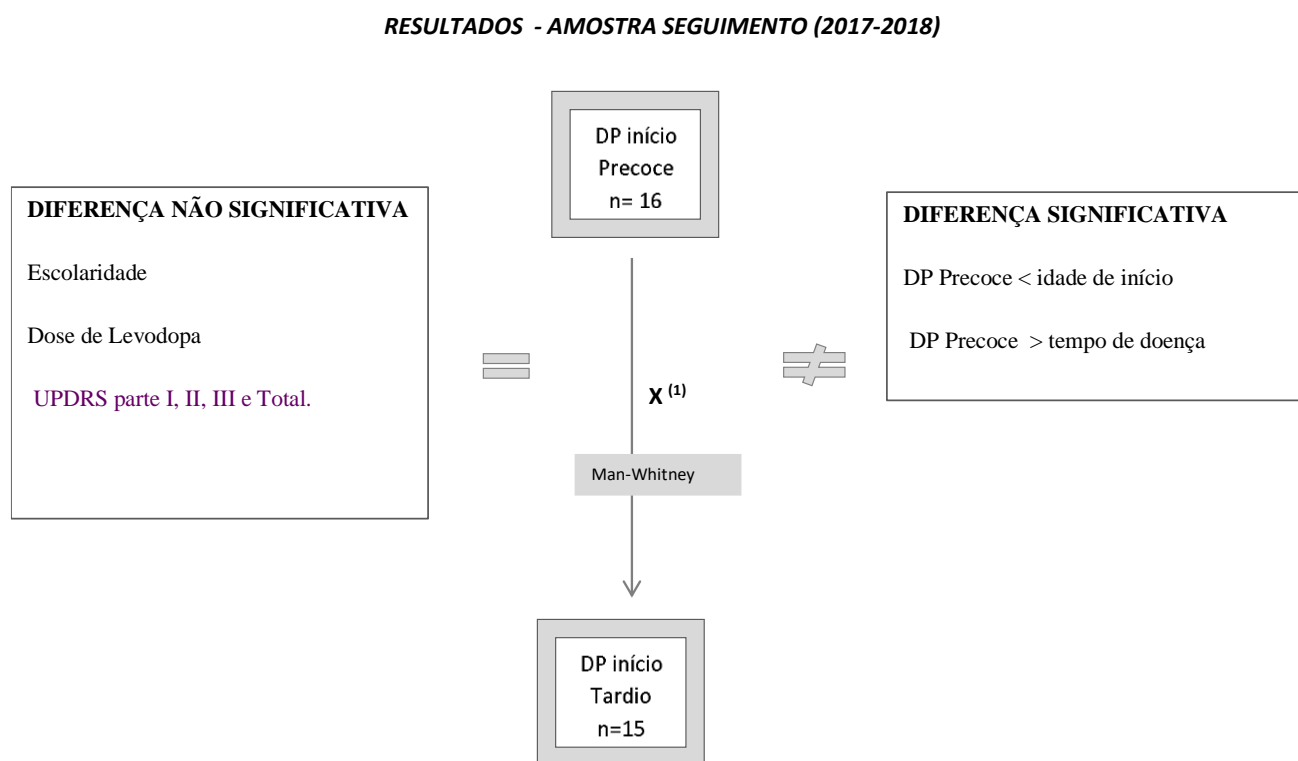 RESULTADOS - AMOSTRA SEGUIMENTO (2017-2018)
DP início
Precoce
n= 16
DIFERENÇA NÃO SIGNIFICATIVA
Escolaridade
Dose de Levodopa
UPDRS parte I, II, III e Total.
=
X (1)
Man-Whitney
≠
DIFERENÇA SIGNIFICATIVA
DP Precoce < idade de início
DP Precoce > tempo de doença
DP início
Tardio
n=15